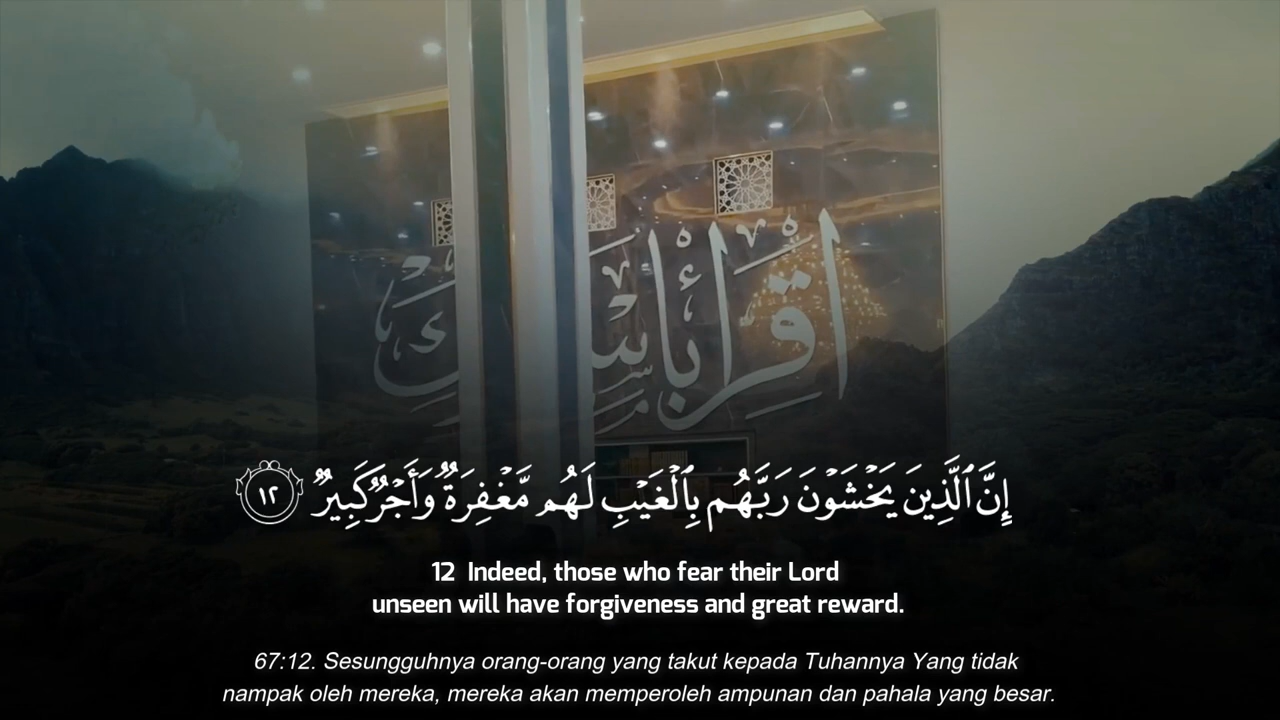 اقرأ باس
إِنَّ ٱلَّذِينَ يَخۡشَوۡنَ رَبَّهُم بِٱلۡغَيۡبِ لَهُم مَّغۡفِرَةٞ وَأَجۡرٞ كَبِيرٞ ١٢
12 Indeed, those who fear their Lord
unseen will have forgiveness and great reward.
67:12. Sesungguhnya orang-orang yang takut kepada Tuhannya Yang tidak
nampak oleh mereka, mereka akan memperoleh ampunan dan pahala yang besar.